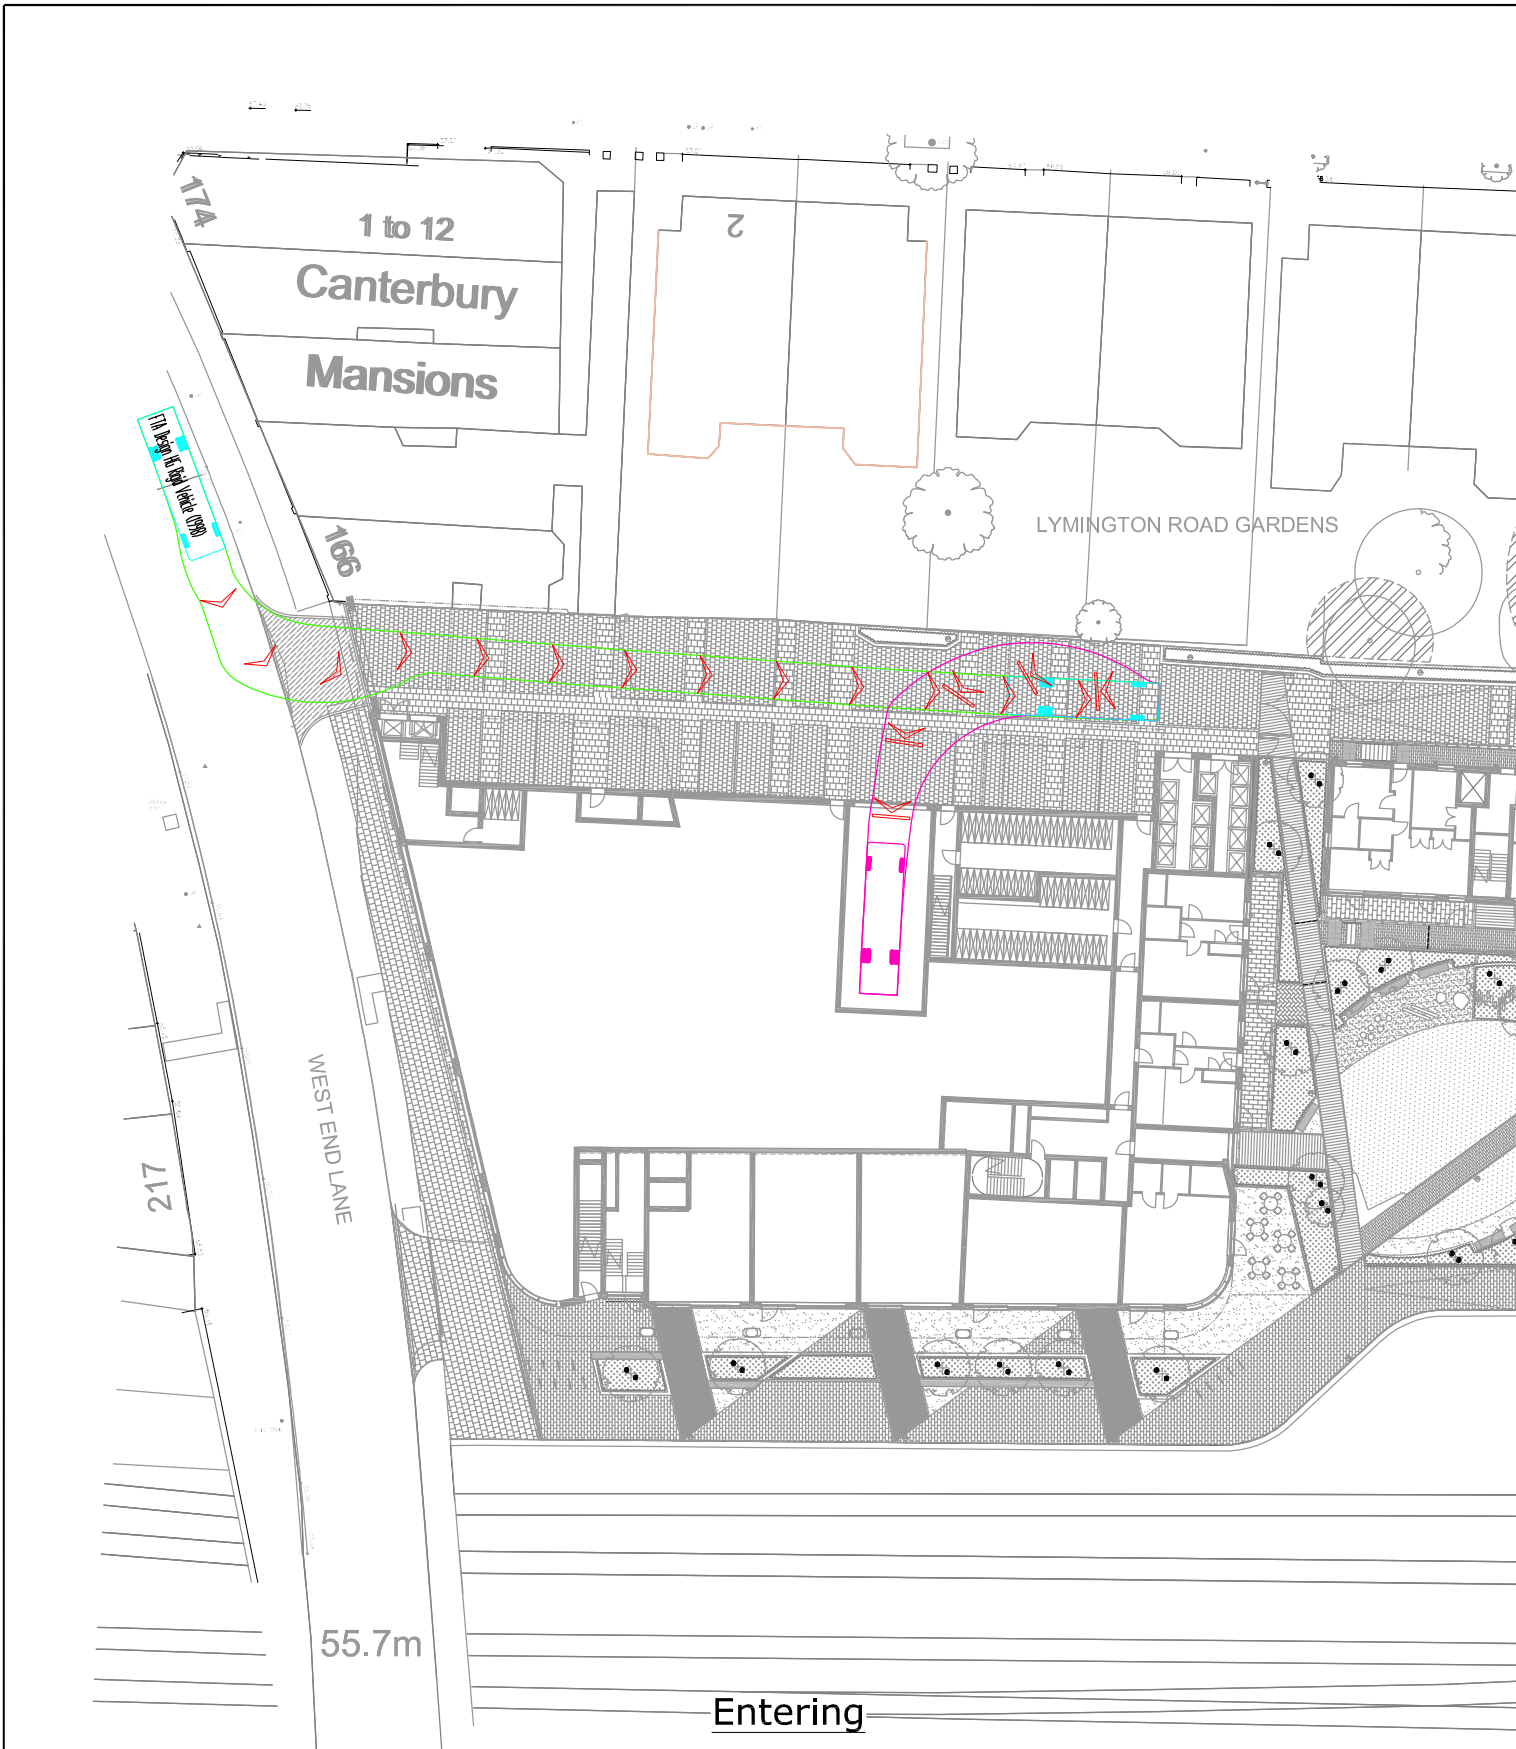 174
1 to 12
2
Canterbury
Mansions
FTA Design HG Rigid Vehicle (1998)
LYMINGTON ROAD GARDENS
166
WEST END LANE
217
55.7m
Entering